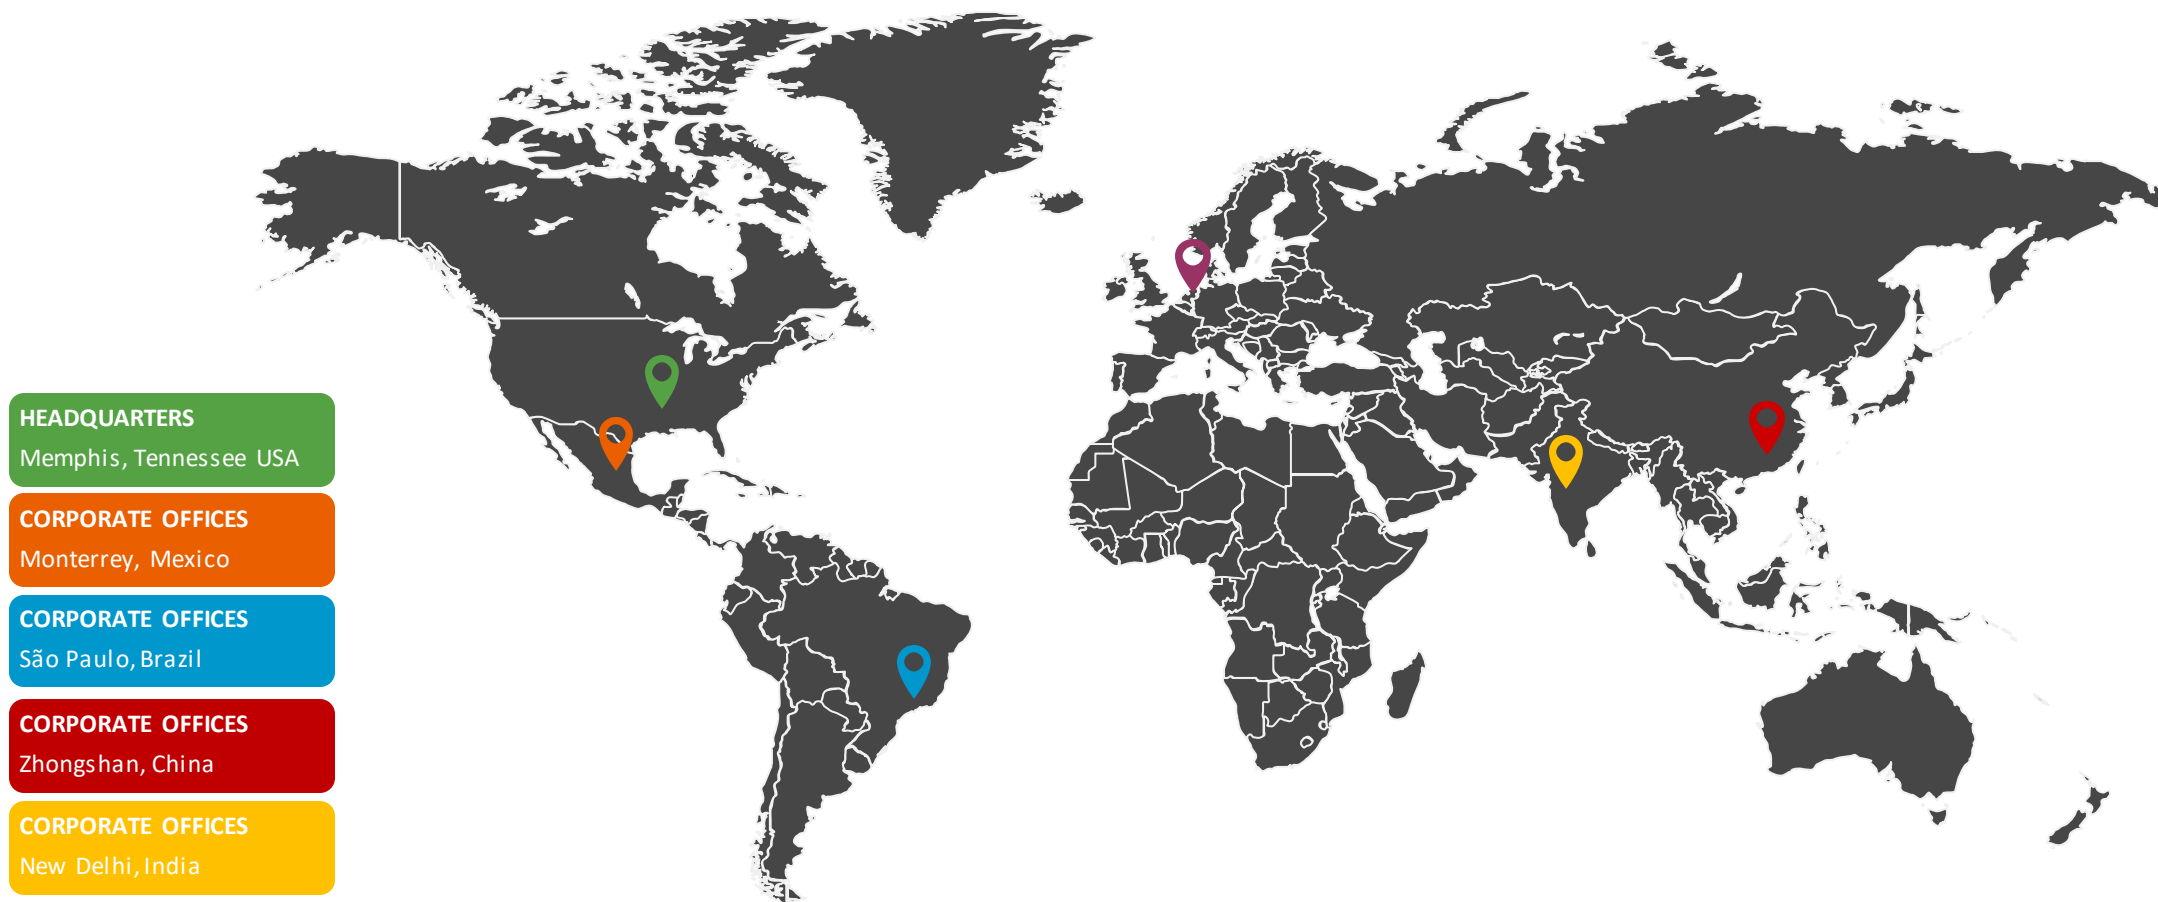 HEADQUARTERS
Memphis, Tennessee USA
CORPORATE OFFICES
Monterrey, Mexico
CORPORATE OFFICES
São Paulo, Brazil
CORPORATE OFFICES
Zhongshan, China
CORPORATE OFFICES
New Delhi, India